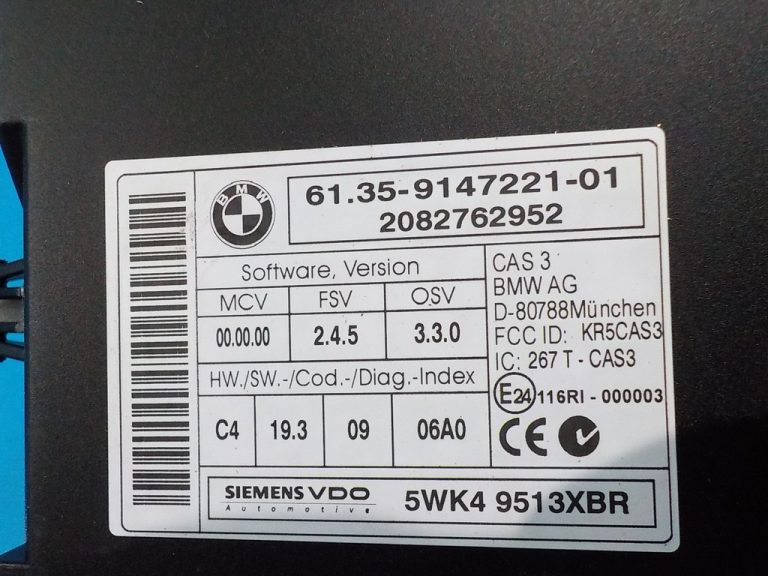 BMW
61.35-9147221-01
2082762952
Software, Version
MCV FSV OSV
00.00.00 2.4.5 3.3.0
HW./SW.-/Cod.-/Diag.-Index
C4 19.3 09 06A0
CAS 3
BMW AG
D-80788München
FCC ID: KR5CAS3
IC: 267 T - CAS3
E24 116RI - 000003
CE
SIEMENS VDO
Automotive
5WK4 9513XBR